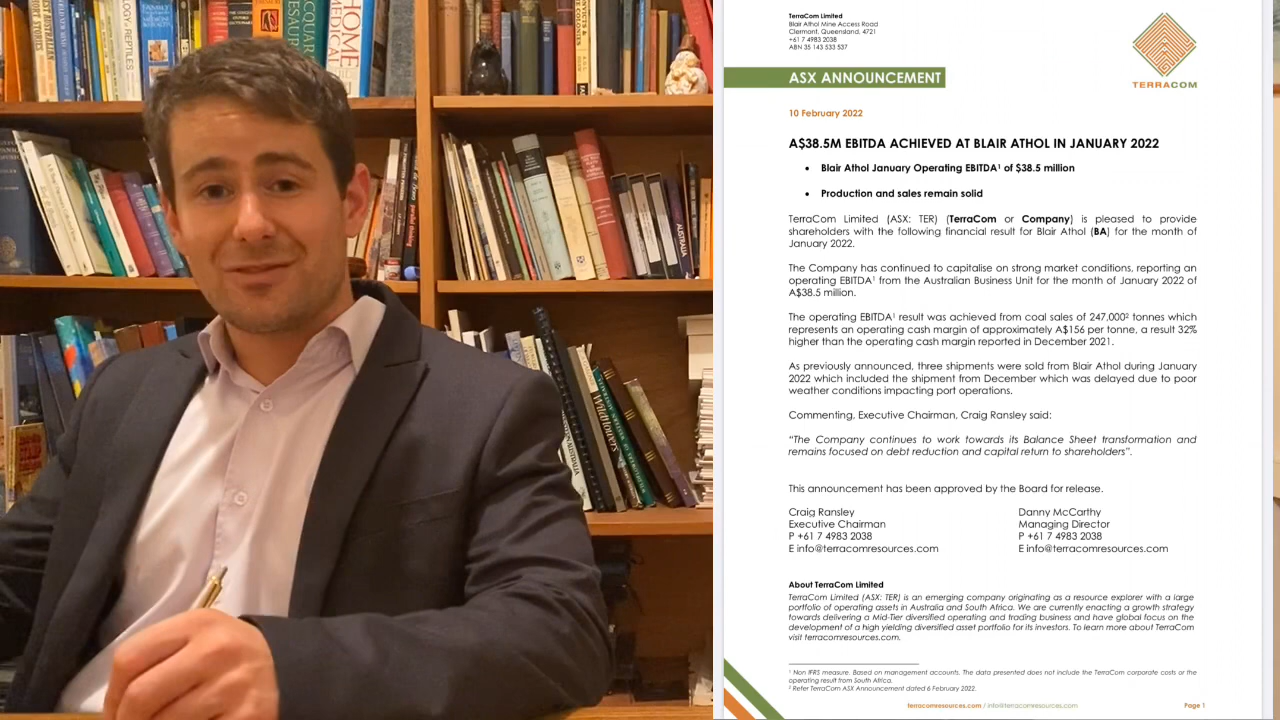 TerraCom Limited
Blair Athol Mine Access Road
Clermont, Queensland, 4721
+61 7 4983 2038
ABN 35 143 533 537
TERRACOM
ASX ANNOUNCEMENT
10 February 2022
A$38.5M EBITDA ACHIEVED AT BLAIR ATHOL IN JANUARY 2022
• Blair Athol January Operating EBITDA¹ of $38.5 million
• Production and sales remain solid
TerraCom Limited (ASX: TER) (TerraCom or Company) is pleased to provide
shareholders with the following financial result for Blair Athol (BA) for the month of
January 2022.
The Company has continued to capitalise on strong market conditions, reporting an
operating EBITDA¹ from the Australian Business Unit for the month of January 2022 of
A$38.5 million.
The operating EBITDA¹ result was achieved from coal sales of 247,000² tonnes which
represents an operating cash margin of approximately A$156 per tonne, a result 32%
higher than the operating cash margin reported in December 2021.
As previously announced, three shipments were sold from Blair Athol during January
2022 which included the shipment from December which was delayed due to poor
weather conditions impacting port operations.
Commenting, Executive Chairman, Craig Ransley said:
“The Company continues to work towards its Balance Sheet transformation and
remains focused on debt reduction and capital return to shareholders”.
This announcement has been approved by the Board for release.
Craig Ransley
Executive Chairman
P +61 7 4983 2038
E info@terracomresources.com
Danny McCarthy
Managing Director
P +61 7 4983 2038
E info@terracomresources.com
About TerraCom Limited
TerraCom Limited (ASX: TER) is an emerging company originating as a resource explorer with a large
portfolio of operating assets in Australia and South Africa. We are currently enacting a growth strategy
towards delivering a Mid-Tier diversified operating and trading business and have global focus on the
development of a high yielding diversified asset portfolio for its investors. To learn more about TerraCom
visit terracomresources.com.
¹ Non IFRS measure. Based on management accounts. The data presented does not include the TerraCom corporate costs or the
operating result from South Africa.
² Refer TerraCom ASX Announcement dated 6 February 2022.
terracomresources.com / info@terracomresources.com
Page 1